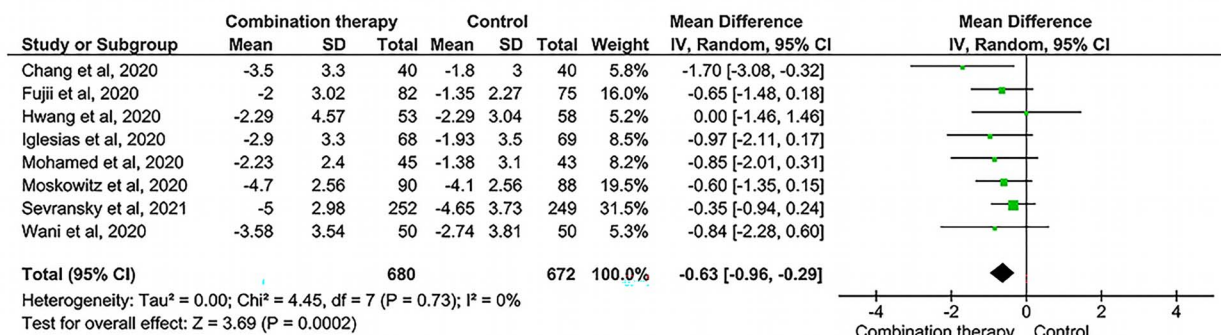 Combination therapy Control Mean Difference Mean Difference
Study or Subgroup Mean SD Total Mean SD Total Weight IV, Random, 95% CI IV, Random, 95% CI
Chang et al, 2020 -3.5 3.3 40 -1.8 3 40 5.8% -1.70 [-3.08, -0.32]
Fujii et al, 2020 -2 3.02 82 -1.35 2.27 75 16.0% -0.65 [-1.48, 0.18]
Hwang et al, 2020 -2.29 4.57 53 -2.29 3.04 58 5.2% 0.00 [-1.46, 1.46]
Iglesias et al, 2020 -2.9 3.3 68 -1.93 3.5 69 8.5% -0.97 [-2.11, 0.17]
Mohamed et al, 2020 -2.23 2.4 45 -1.38 3.1 43 8.2% -0.85 [-2.01, 0.31]
Moskowitz et al, 2020 -4.7 2.56 90 -4.1 2.56 88 19.5% -0.60 [-1.35, 0.15]
Sevransky et al, 2021 -5 2.98 252 -4.65 3.73 249 31.5% -0.35 [-0.94, 0.24]
Wani et al, 2020 -3.58 3.54 50 -2.74 3.81 50 5.3% -0.84 [-2.28, 0.60]
Total (95% CI) 680 672 100.0% -0.63 [-0.96, -0.29]
Heterogeneity: Tau² = 0.00; Chi² = 4.45, df = 7 (P = 0.73); I² = 0%
Test for overall effect: Z = 3.69 (P = 0.0002)
-4 -2 0 2 4
Combination therapy Control